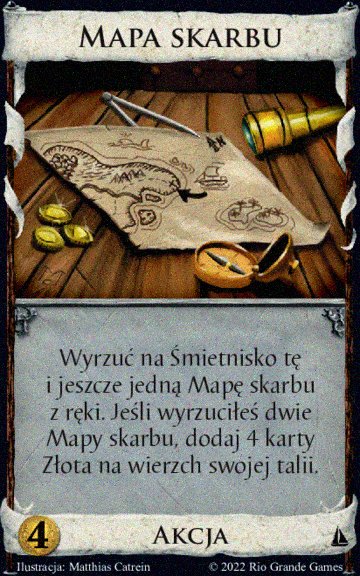 Mapa skarbu
Wyrzuć na Śmietnisko tę
i jeszcze jedną Mapę skarbu
z ręki. Jeśli wyrzuciłeś dwie
Mapy skarbu, dodaj 4 karty
Złota na wierzch swojej talii.
4
Akcja
Ilustracja: Matthias Catrein
© 2022 Rio Grande Games